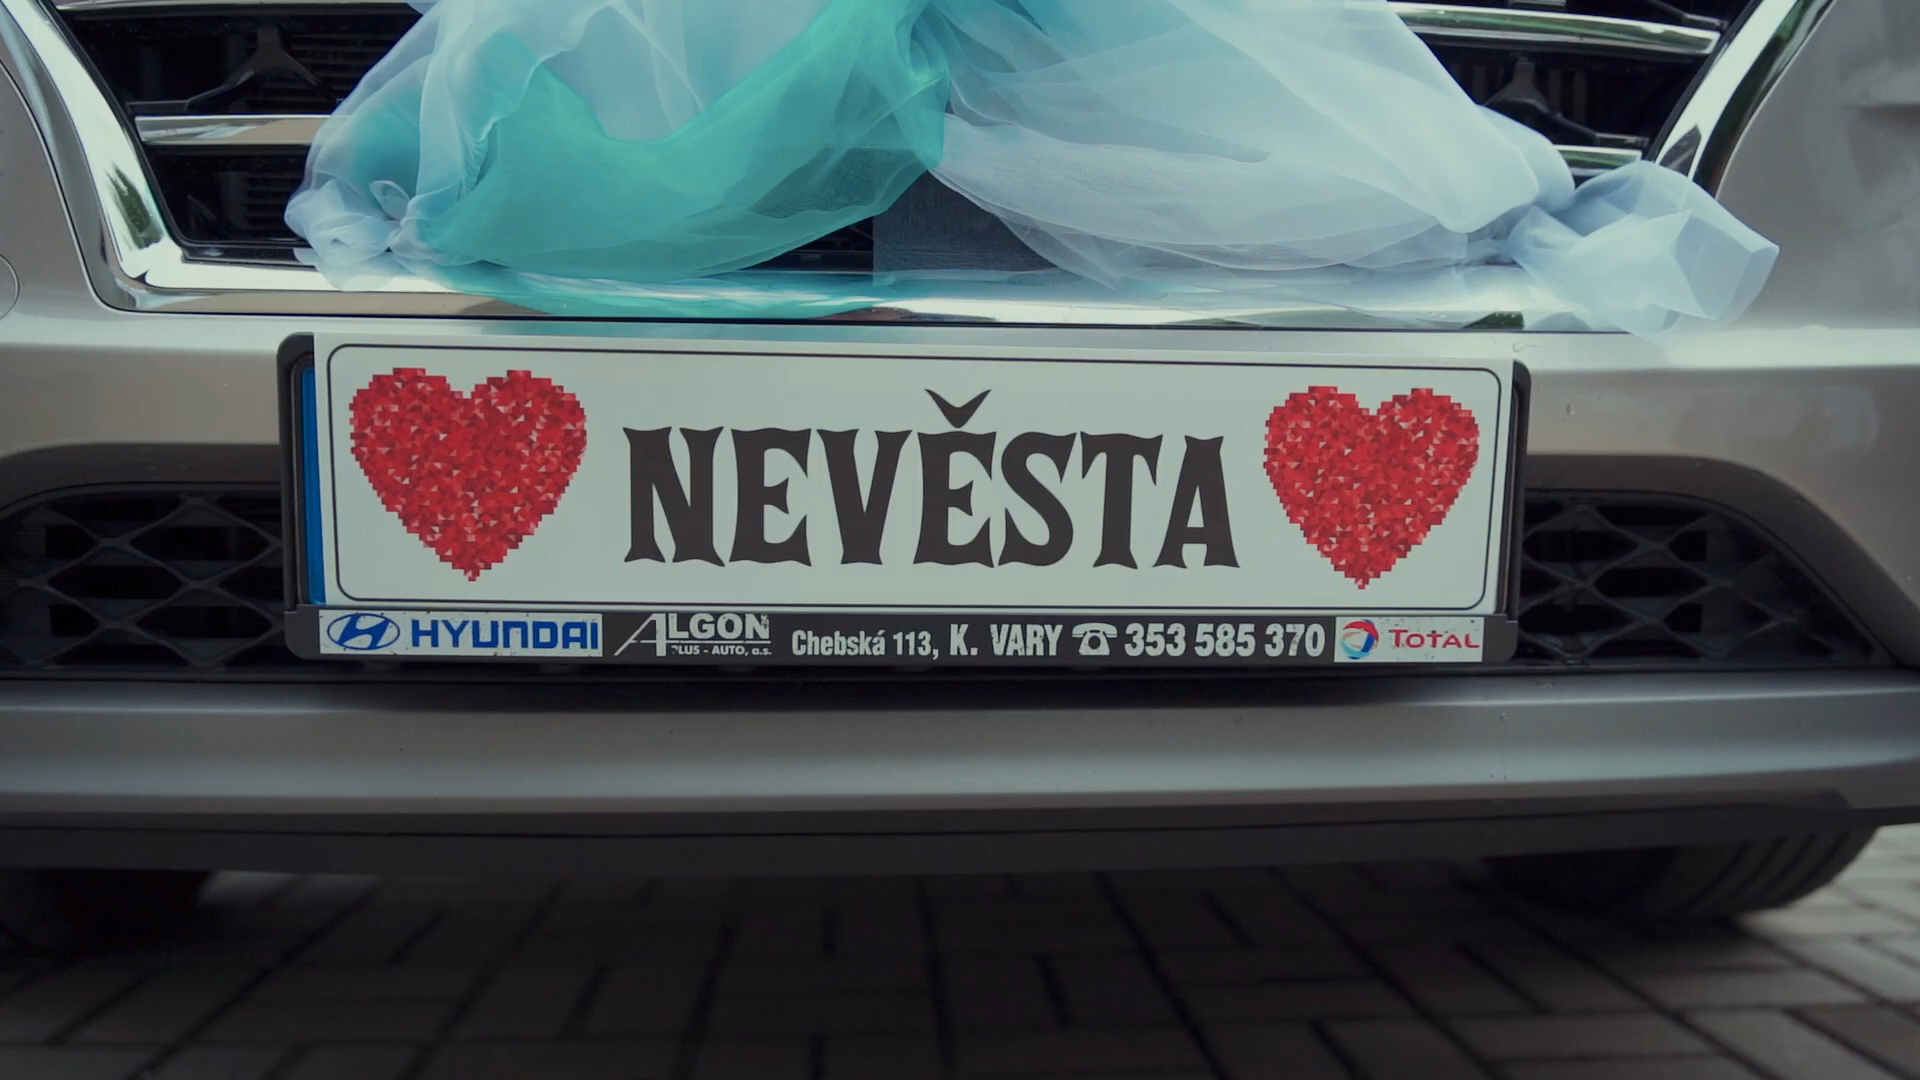 NEVĚSTA
HYUNDAI ALGON PLUS - AUTO, a.s. Chebská 113, K. VARY ☎ 353 585 370 TOTAL